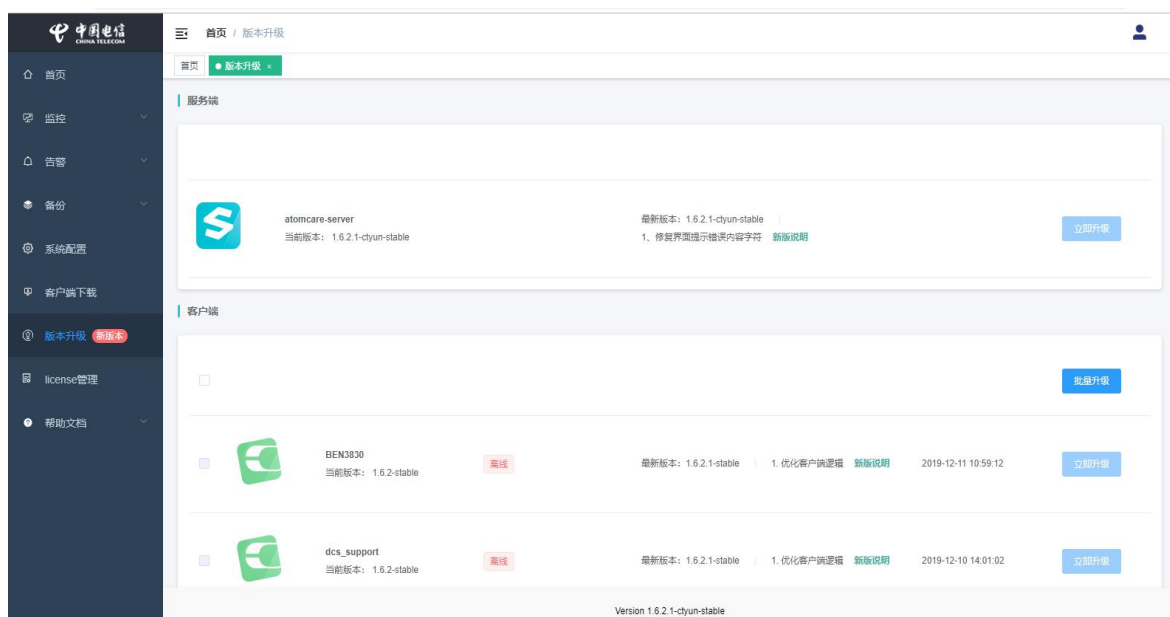 中国电信
CHINA TELECOM
首页 / 版本升级
首页
监控
告警
备份
系统配置
客户端下载
版本升级 新版本
license管理
帮助文档
首页 版本升级 ×
服务端
atomcare-server
当前版本： 1.6.2.1-ctyun-stable
最新版本：1.6.2.1-ctyun-stable
1、修复界面提示错误内容字符 新版说明
立即升级
客户端
批量升级
BEN3830
当前版本： 1.6.2-stable
离线
最新版本：1.6.2.1-stable
1. 优化客户端逻辑 新版说明
2019-12-11 10:59:12
立即升级
dcs_support
当前版本： 1.6.2-stable
离线
最新版本：1.6.2.1-stable
1. 优化客户端逻辑 新版说明
2019-12-10 14:01:02
立即升级
Version 1.6.2.1-ctyun-stable